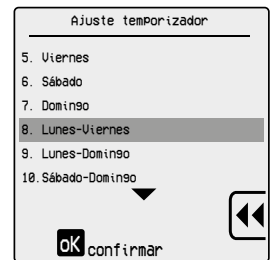 Ajuste temporizador
5. Viernes
6. Sábado
7. Domingo
8. Lunes-Viernes
9. Lunes-Domingo
10. Sábado-Domingo
OK confirmar